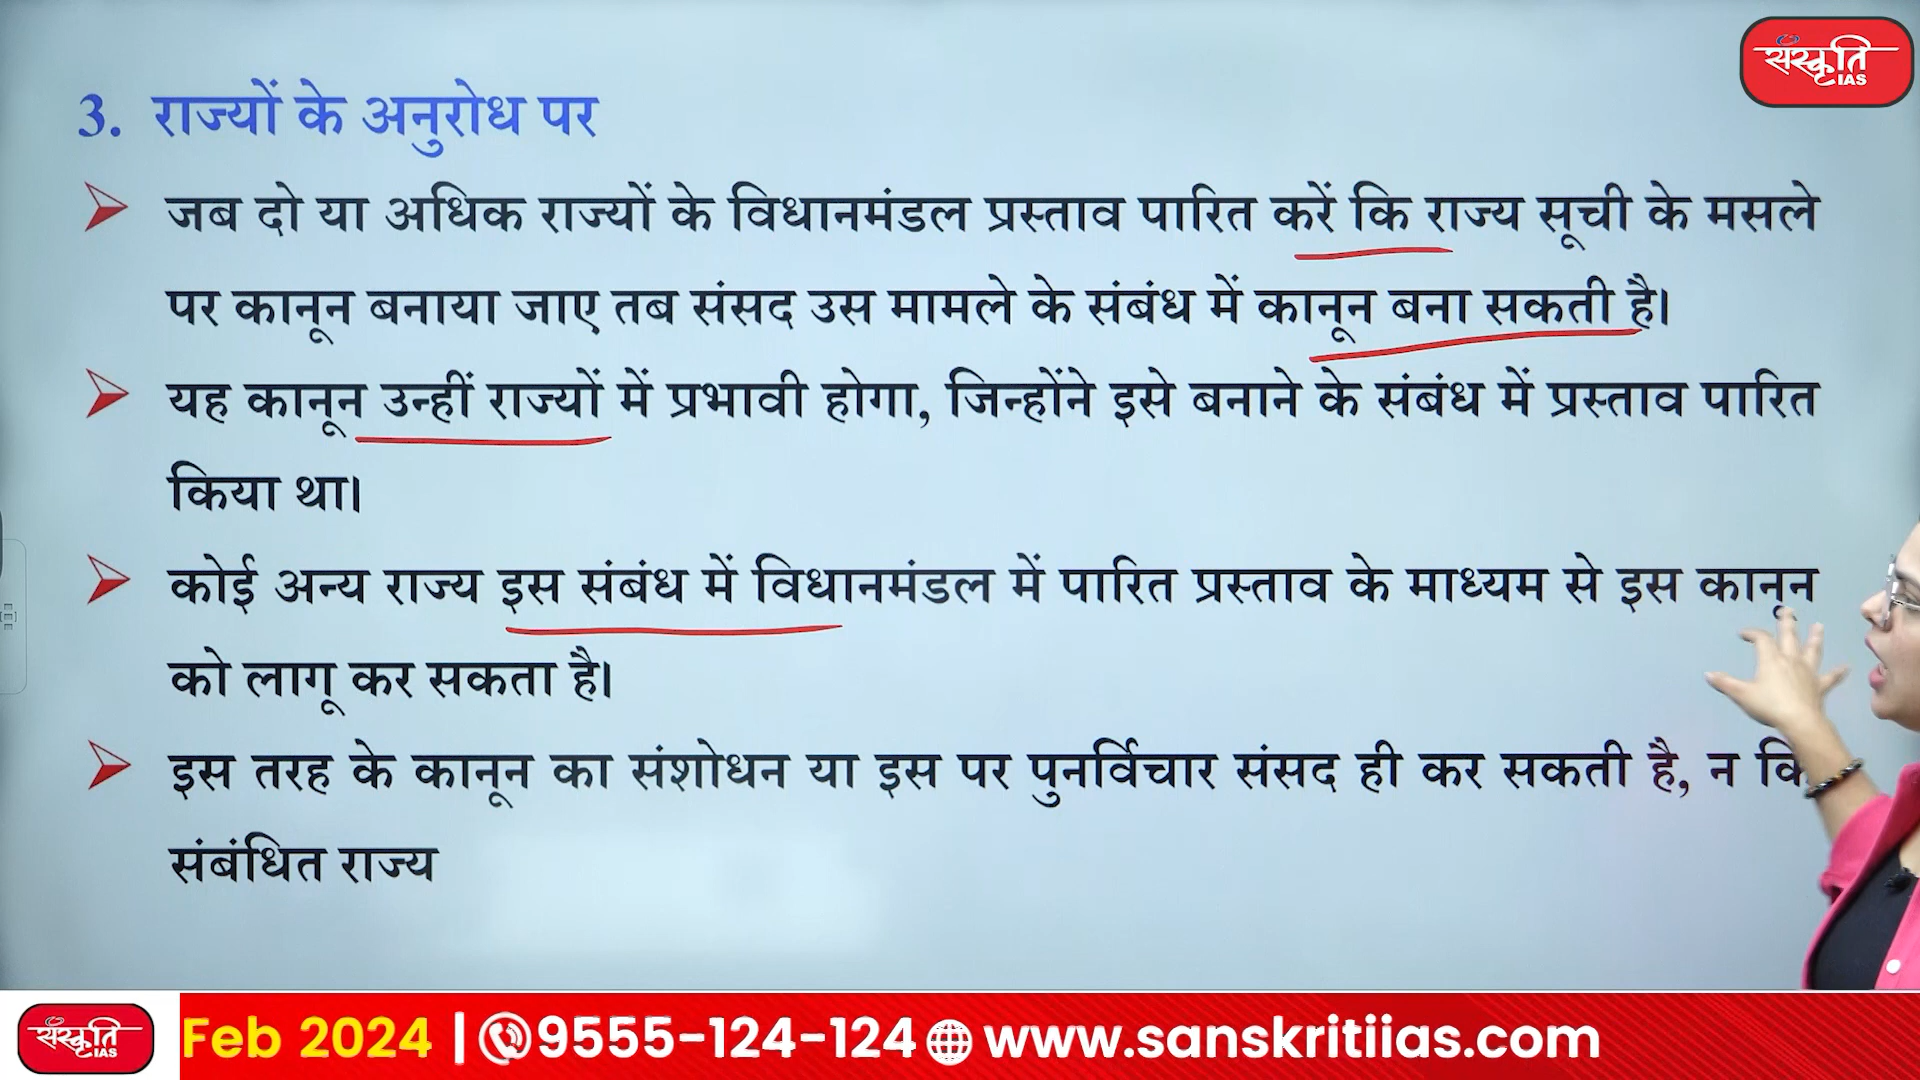 संस्कृति
IAS
3. राज्यों के अनुरोध पर
जब दो या अधिक राज्यों के विधानमंडल प्रस्ताव पारित करें कि राज्य सूची के मसले
पर कानून बनाया जाए तब संसद उस मामले के संबंध में कानून बना सकती है।
यह कानून उन्हीं राज्यों में प्रभावी होगा, जिन्होंने इसे बनाने के संबंध में प्रस्ताव पारित
किया था।
कोई अन्य राज्य इस संबंध में विधानमंडल में पारित प्रस्ताव के माध्यम से इस कानून
को लागू कर सकता है।
इस तरह के कानून का संशोधन या इस पर पुनर्विचार संसद ही कर सकती है, न कि
संबंधित राज्य
संस्कृति
IAS
Feb 2024 | 9555-124-124 www.sanskritiias.com